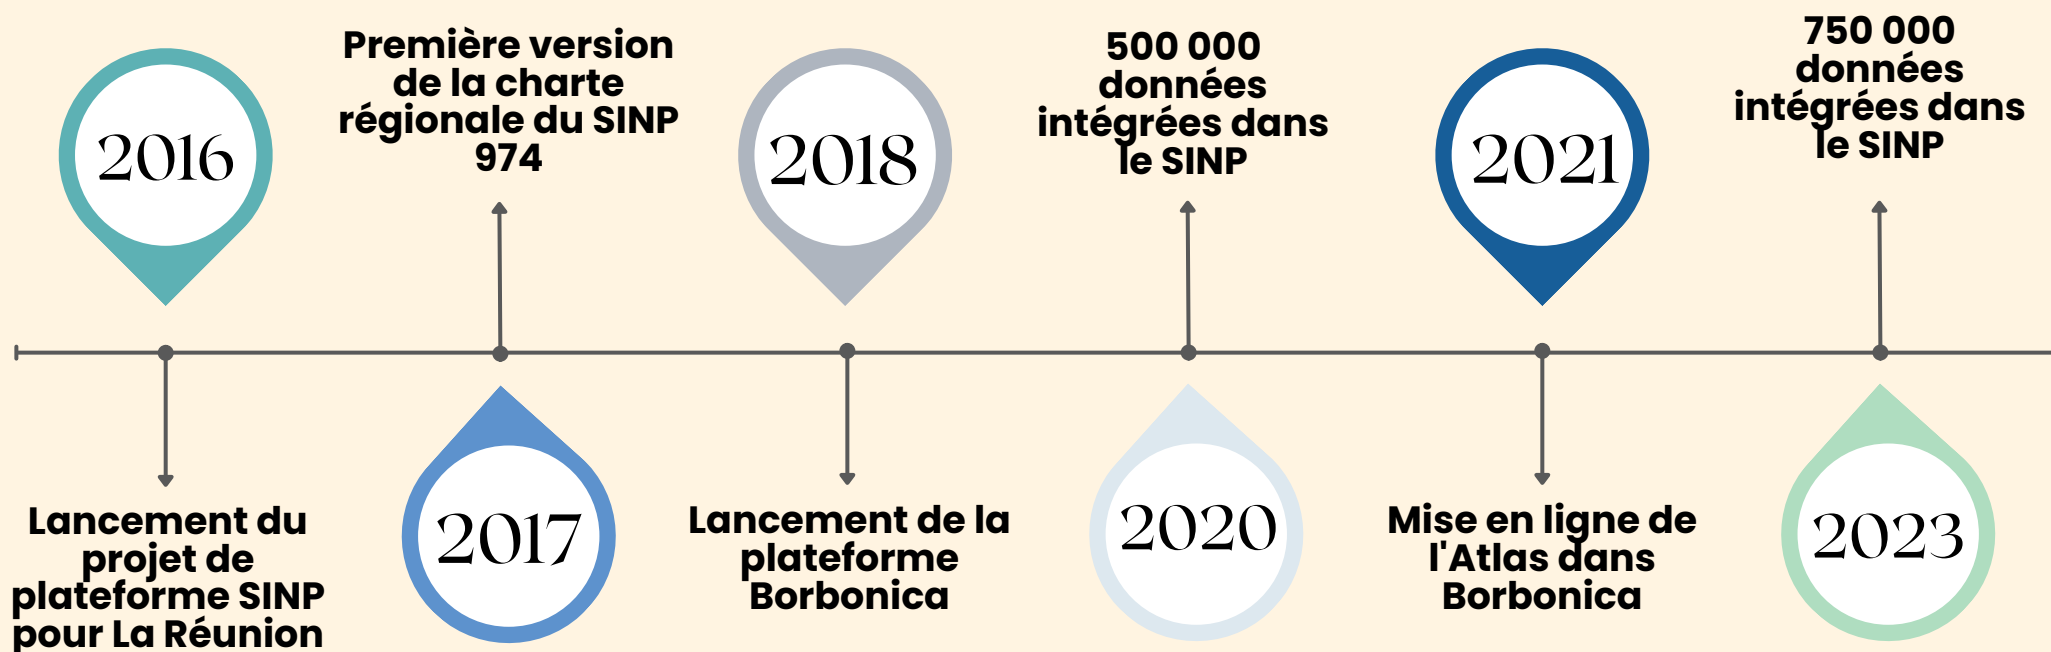 2016
Lancement du
projet de
plateforme SINP
pour La Réunion
Première version
de la charte
régionale du SINP
974
2017
2018
Lancement de la
plateforme
Borbonica
500 000
données
intégrées dans
le SINP
2020
2021
Mise en ligne de
l'Atlas dans
Borbonica
750 000
données
intégrées dans
le SINP
2023